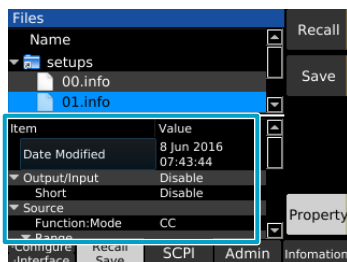 Files
Name
setups
00.info
01.info
Recall
Save
Item Value
Date Modified 8 Jun 2016
07:43:44
Output/Input Disable
Short Disable
Source
Function:Mode CC
Range
Property
Configure
Interface
Recall
Save
SCPI
Admin
Infomation